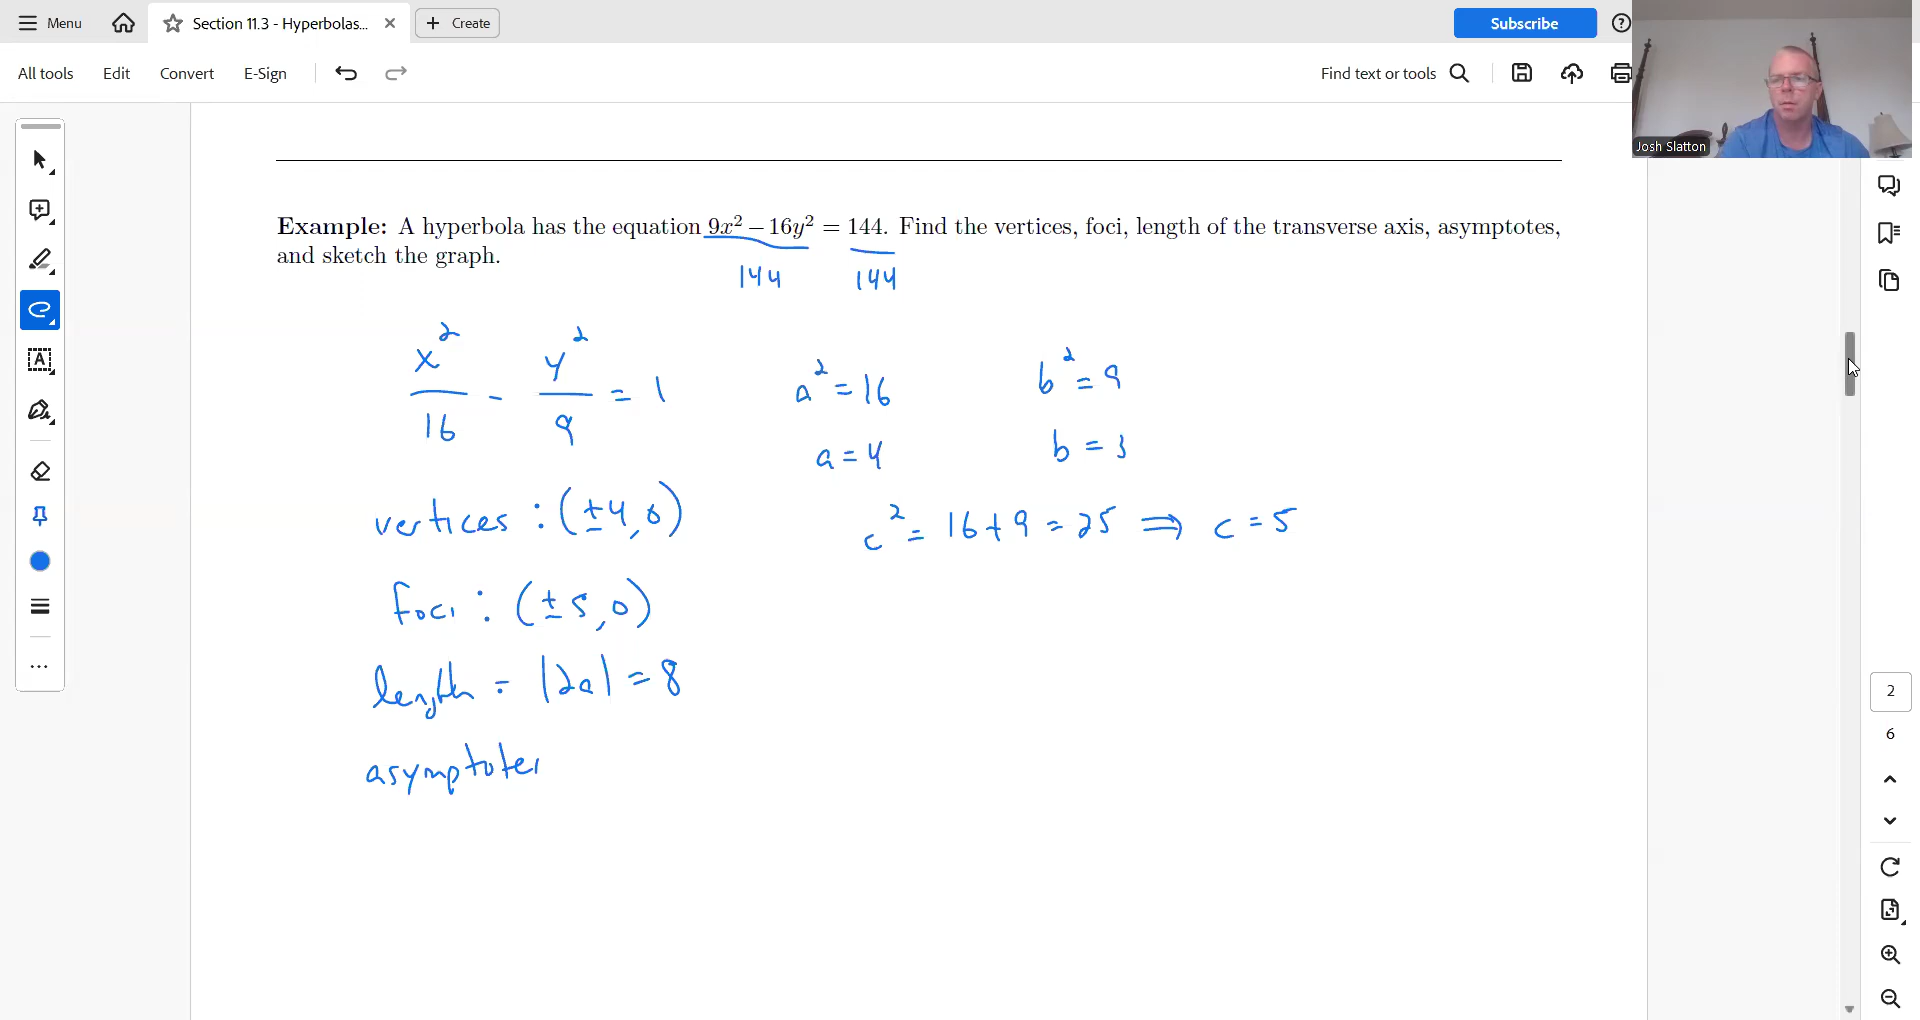 Menu
Section 11.3 - Hyperbolas...
Create
Subscribe
All tools
Edit
Convert
E-Sign
Find text or tools
Josh Slatton
Example: A hyperbola has the equation 9x² − 16y² = 144. Find the vertices, foci, length of the transverse axis, asymptotes,
and sketch the graph.
144 144
x²/16 - y²/9 = 1
a² = 16
b² = 9
a = 4
b = 3
vertices : (±4, 0)
c² = 16 + 9 = 25 ⟹ c = 5
foci : (±5, 0)
length = |2a| = 8
asymptotes
2
6